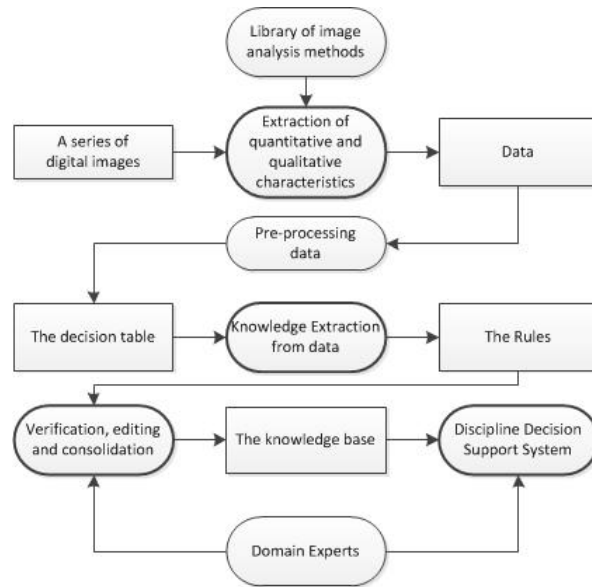 Library of image
analysis methods
A series of
digital images
Extraction of
quantitative and
qualitative
characteristics
Data
Pre-processing
data
The decision table
Knowledge Extraction
from data
The Rules
Verification, editing
and consolidation
The knowledge base
Discipline Decision
Support System
Domain Experts